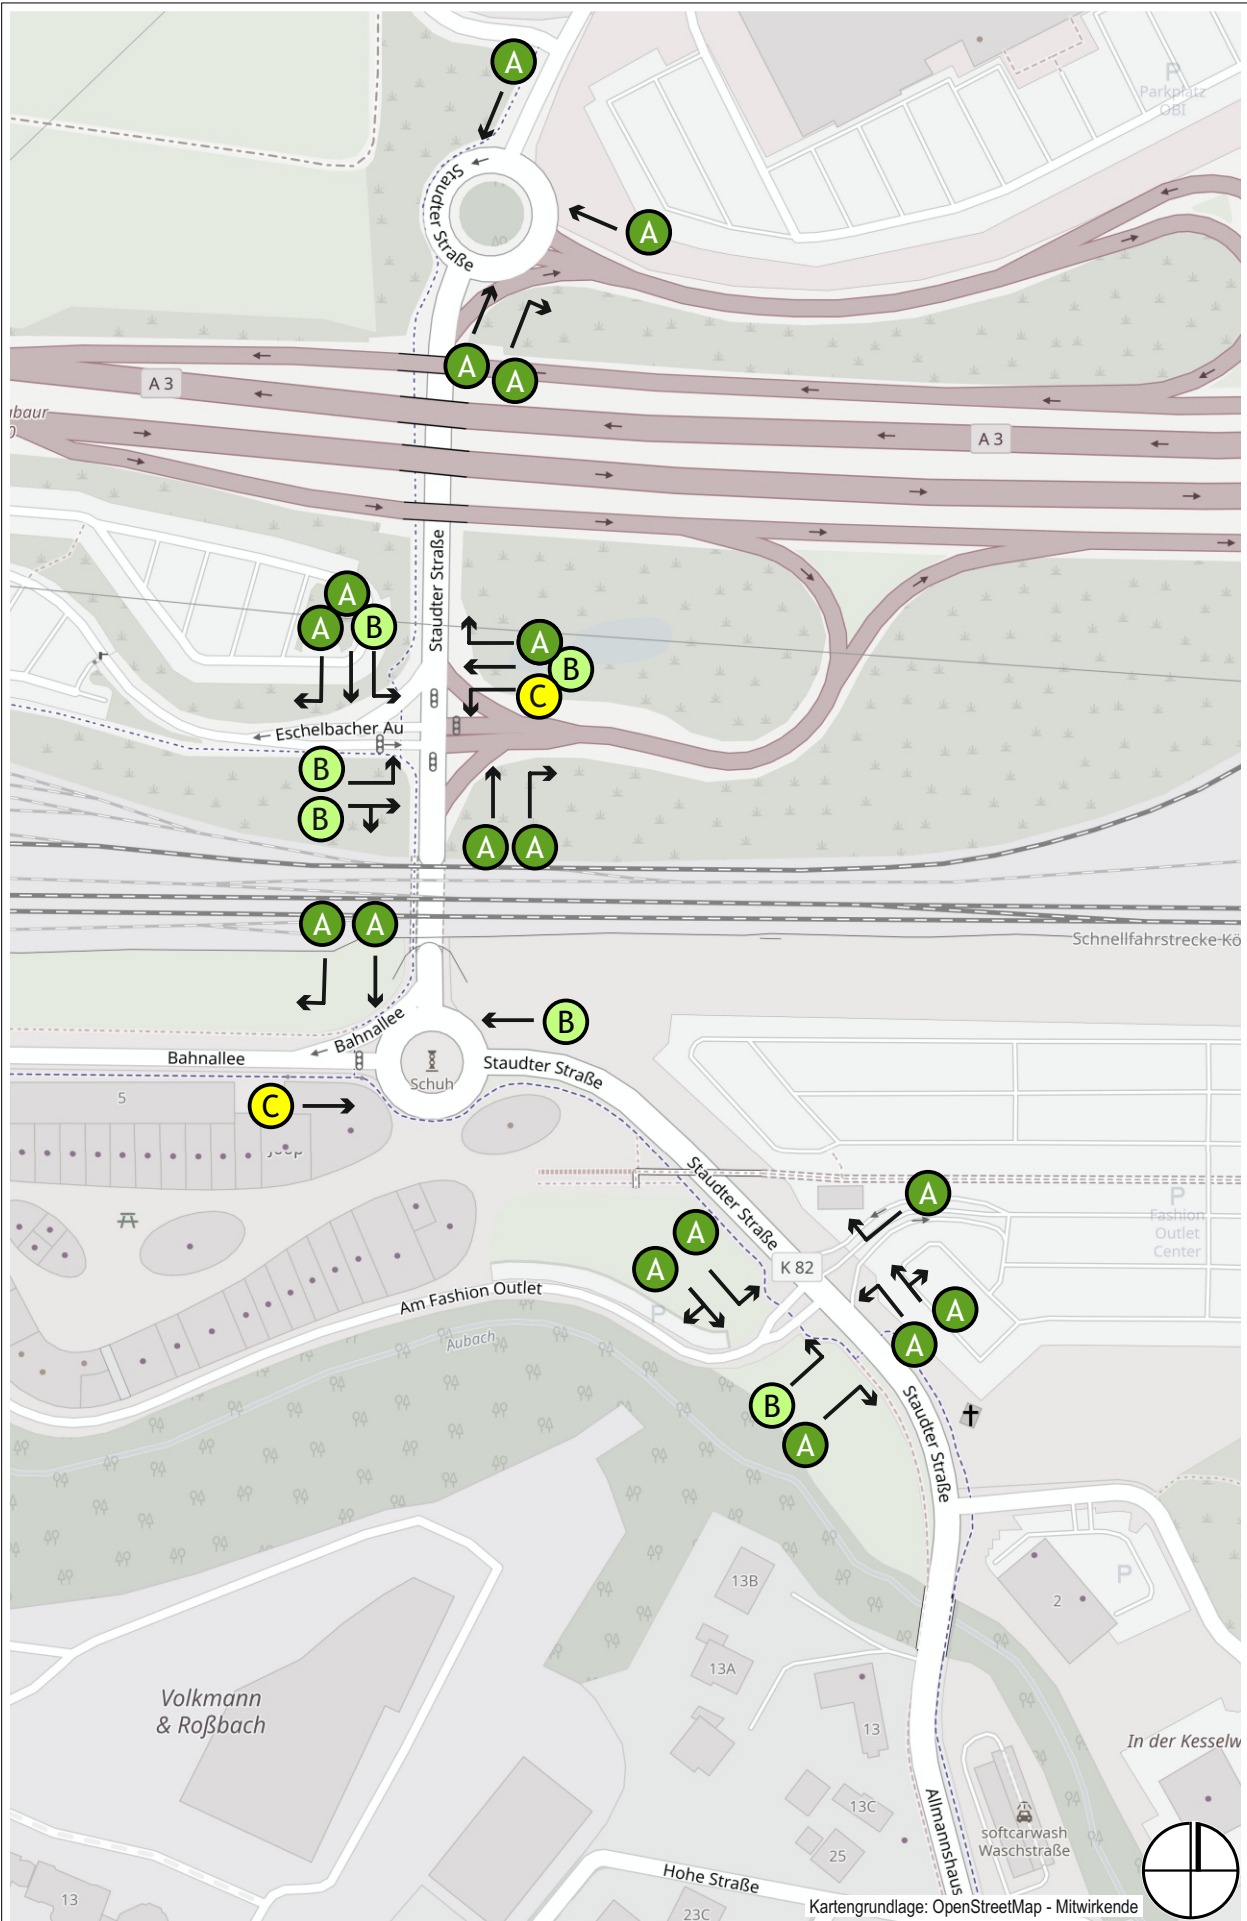 A
P
Parkplatz
OBI
Staudter Straße
A
A
A
A 3
A 3
Staudter Straße
A
A
B
A
B
C
Eschelbacher Au
B
B
A
A
A
A
Schnellfahrstrecke Kö
B
Bahnallee
Bahnallee
Staudter Straße
Schuh
5
C
Staudter Straße
A
P
Fashion
Outlet
Center
A
A
K 82
Am Fashion Outlet
P
A
A
Aubach
B
A
Staudter Straße
13B
2
P
13A
Volkmann
& Roßbach
13
In der Kesselw
13C
Allmannshaus
softcarwash
Waschstraße
25
Hohe Straße
13
23C
Kartengrundlage: OpenStreetMap - Mitwirkende